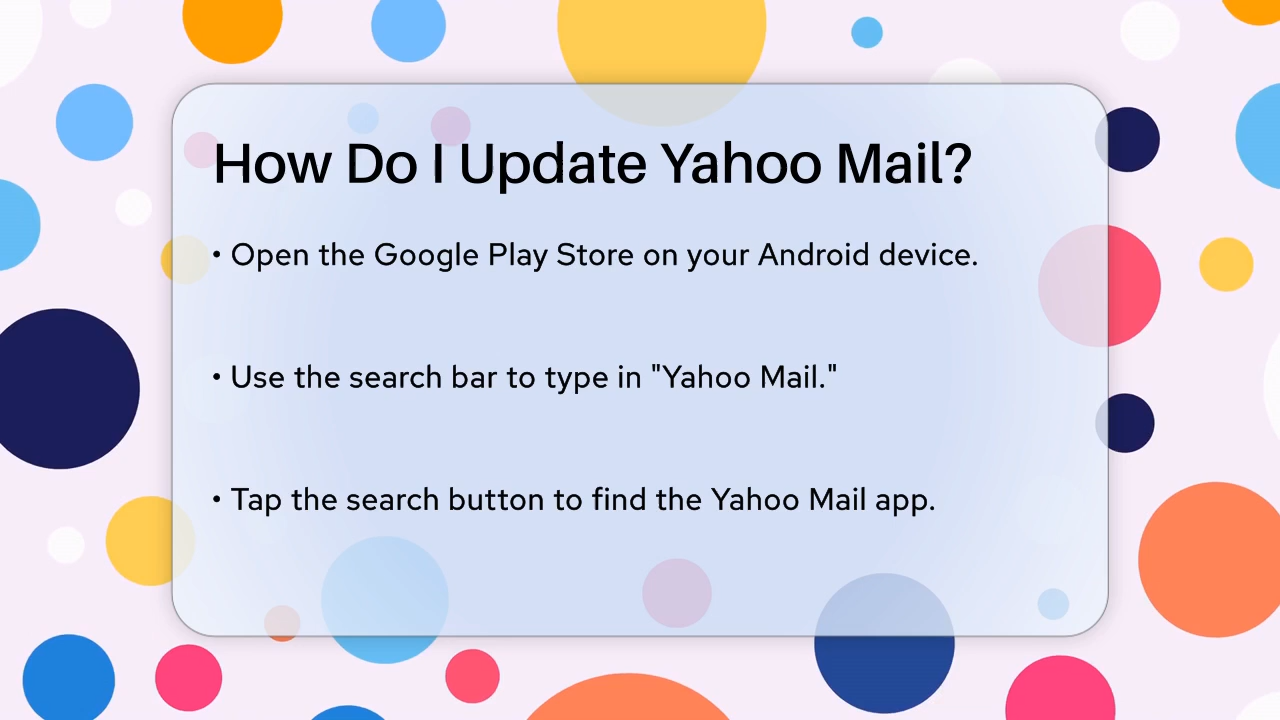 How Do I Update Yahoo Mail?
• Open the Google Play Store on your Android device.
• Use the search bar to type in "Yahoo Mail."
• Tap the search button to find the Yahoo Mail app.